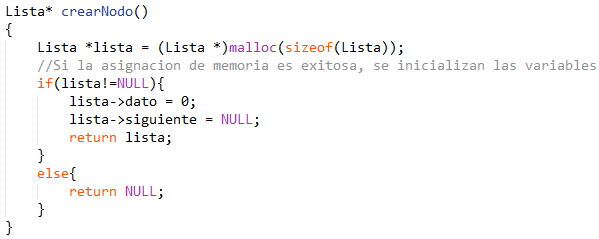 Lista* crearNodo()
{
    Lista *lista = (Lista *)malloc(sizeof(Lista));
    //Si la asignacion de memoria es exitosa, se inicializan las variables
    if(lista!=NULL){
        lista->dato = 0;
        lista->siguiente = NULL;
        return lista;
    }
    else{
        return NULL;
    }
}